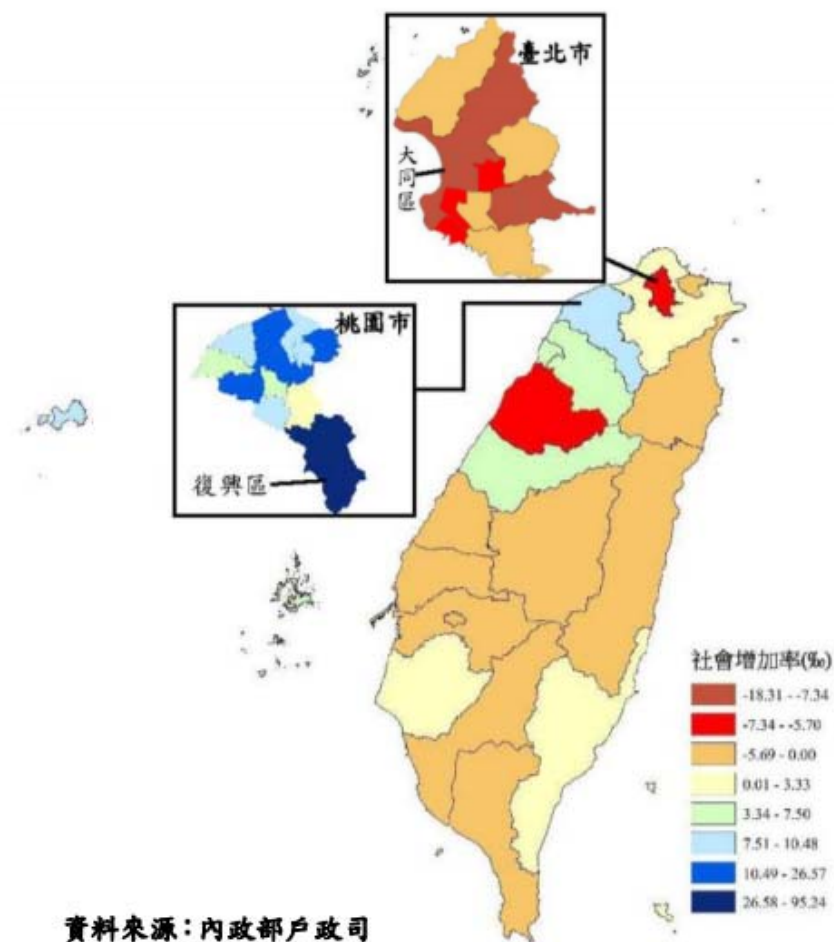 臺北市
大同區
桃園市
復興區
社會增加率(‰)
-18.31 - -7.34
-7.34 - -5.70
-5.69 - 0.00
0.01 - 3.33
3.34 - 7.50
7.51 - 10.48
10.49 - 26.57
26.58 - 95.24
資料來源：內政部戶政司